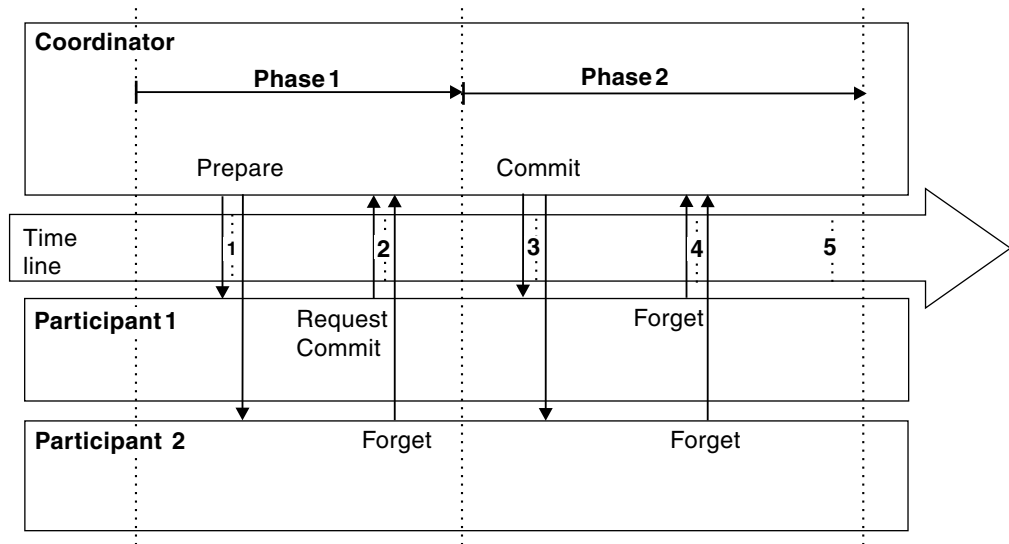 Coordinator
Phase 1
Phase 2
Prepare
Commit
Time
line
1
2
3
4
5
Participant 1
Request
Commit
Forget
Participant 2
Forget
Forget